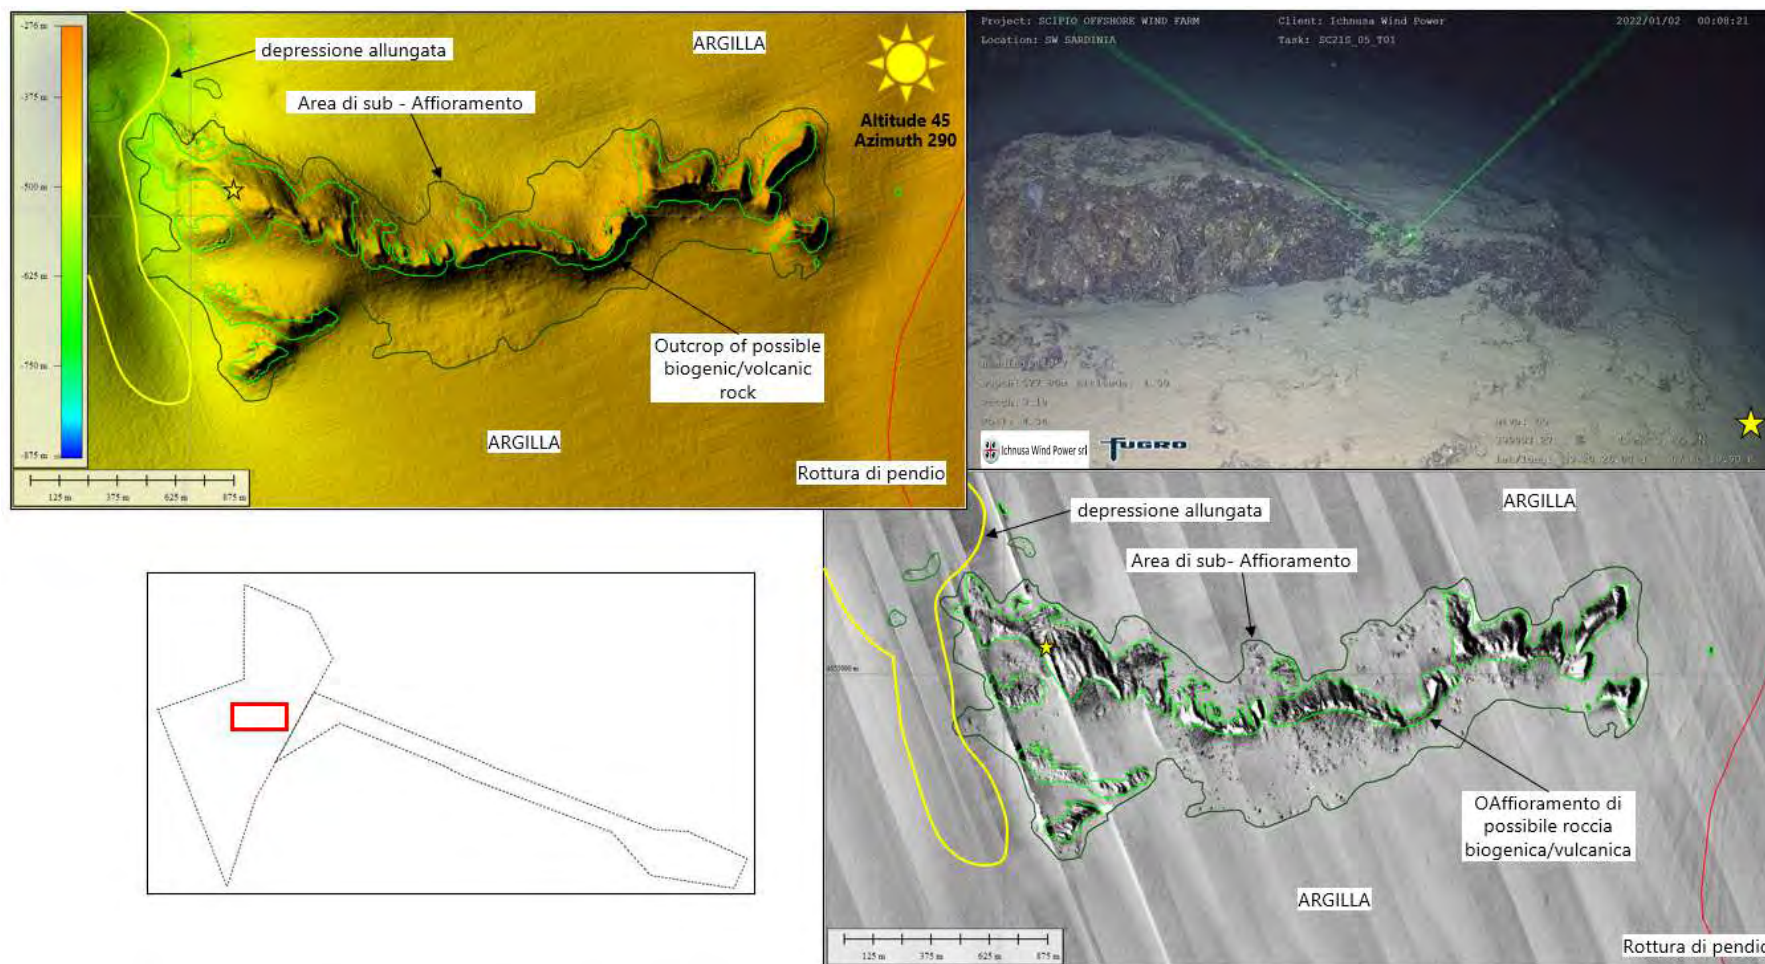 -276 m
-375 m
-500 m
-625 m
-750 m
-875 m
125 m 375 m 625 m 875 m
depressione allungata
Area di sub - Affioramento
ARGILLA
Altitude 45
Azimuth 290
Outcrop of possible
biogenic/volcanic
rock
ARGILLA
Rottura di pendio
Project: SCIPIO OFFSHORE WIND FARM
Client: Ichnusa Wind Power
2022/01/02 00:08:21
Location: SW SARDINIA
Task: SC21S_05_T01
Ichnusa Wind Power srl
FUGRO
depressione allungata
ARGILLA
Area di sub- Affioramento
OAffioramento di
possibile roccia
biogenica/vulcanica
ARGILLA
Rottura di pendio
125 m 375 m 625 m 875 m